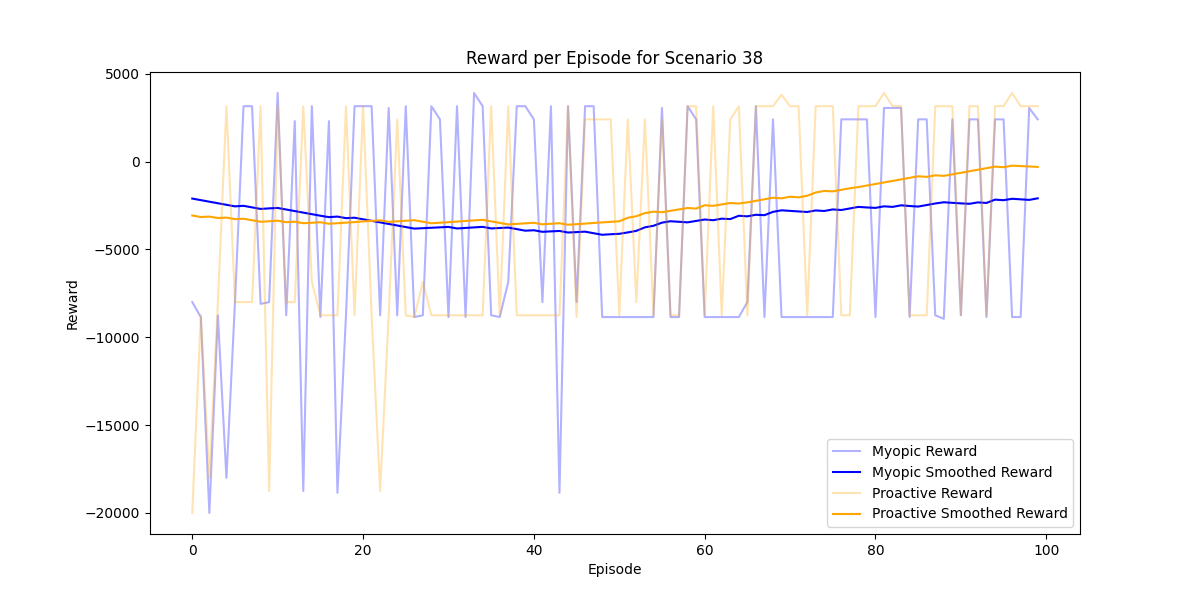 Reward per Episode for Scenario 38
Reward
5000
0
−5000
−10000
−15000
−20000
0 20 40 60 80 100
Episode
Myopic Reward
Myopic Smoothed Reward
Proactive Reward
Proactive Smoothed Reward